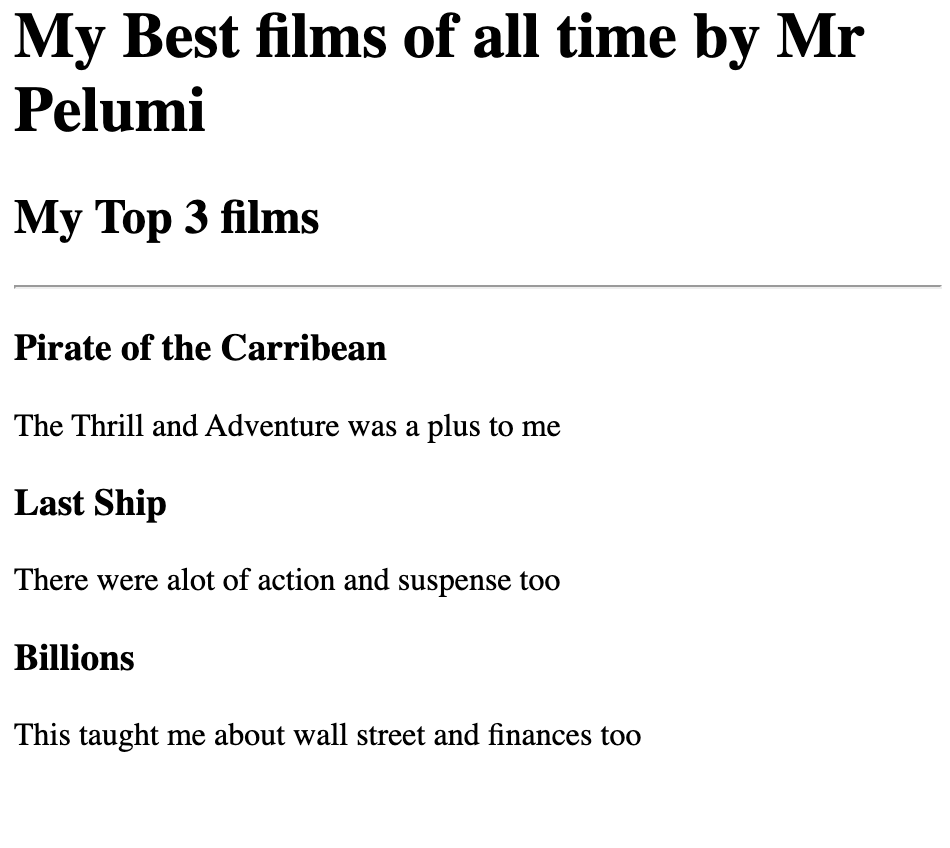 My Best films of all time by Mr
Pelumi
My Top 3 films
Pirate of the Carribean
The Thrill and Adventure was a plus to me
Last Ship
There were alot of action and suspense too
Billions
This taught me about wall street and finances too